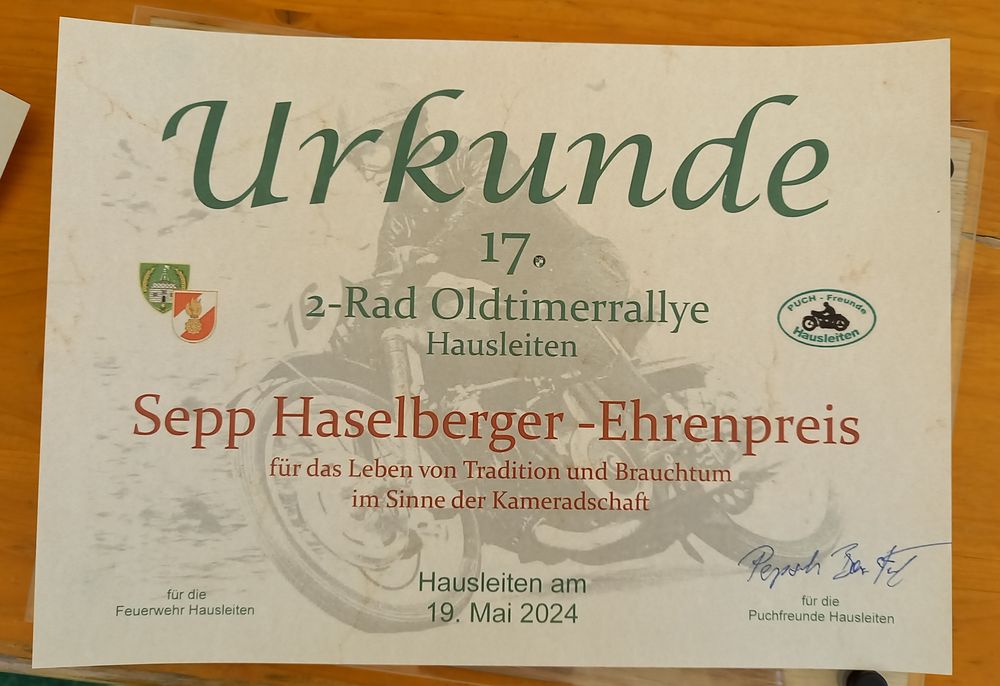 Urkunde
17.
2-Rad Oldtimerrallye
Hausleiten
PUCH - Freunde
Hausleiten
Sepp Haselberger -Ehrenpreis
für das Leben von Tradition und Brauchtum
im Sinne der Kameradschaft
Hausleiten am
19. Mai 2024
für die
Feuerwehr Hausleiten
für die
Puchfreunde Hausleiten